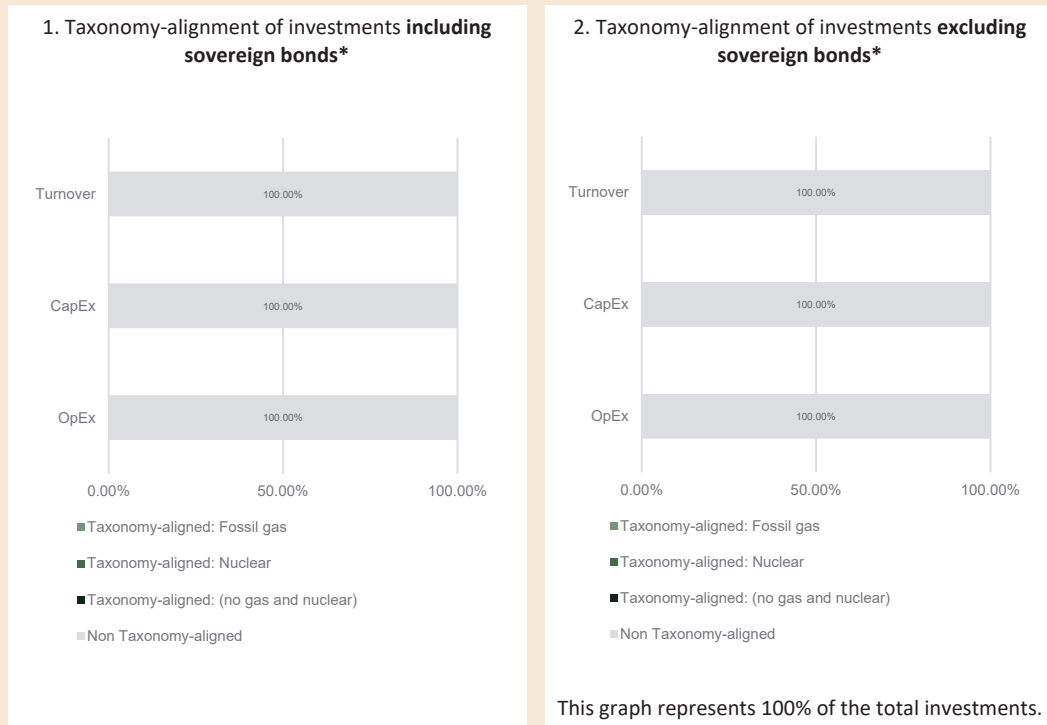 1. Taxonomy-alignment of investments including
sovereign bonds*
Turnover
100.00%
CapEx
100.00%
OpEx
100.00%
0.00%
50.00%
100.00%
Taxonomy-aligned: Fossil gas
Taxonomy-aligned: Nuclear
Taxonomy-aligned: (no gas and nuclear)
Non Taxonomy-aligned
2. Taxonomy-alignment of investments excluding
sovereign bonds*
Turnover
100.00%
CapEx
100.00%
OpEx
100.00%
0.00%
50.00%
100.00%
Taxonomy-aligned: Fossil gas
Taxonomy-aligned: Nuclear
Taxonomy-aligned: (no gas and nuclear)
Non Taxonomy-aligned
This graph represents 100% of the total investments.